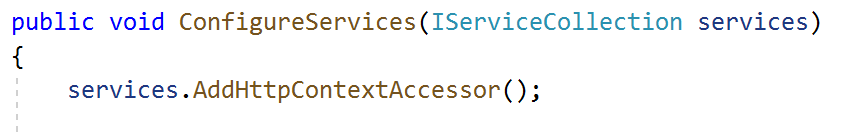 public void ConfigureServices(IServiceCollection services)
{
services.AddHttpContextAccessor();